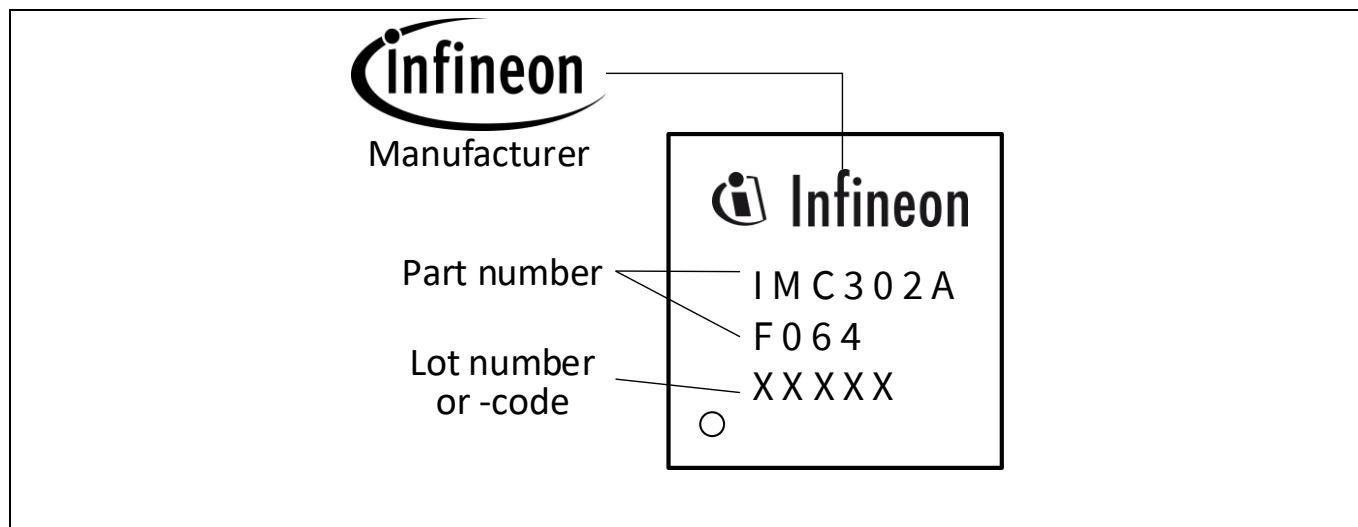 infineon
Manufacturer
Infineon
Part number
IMC302A
F064
Lot number
or -code
XXXXX